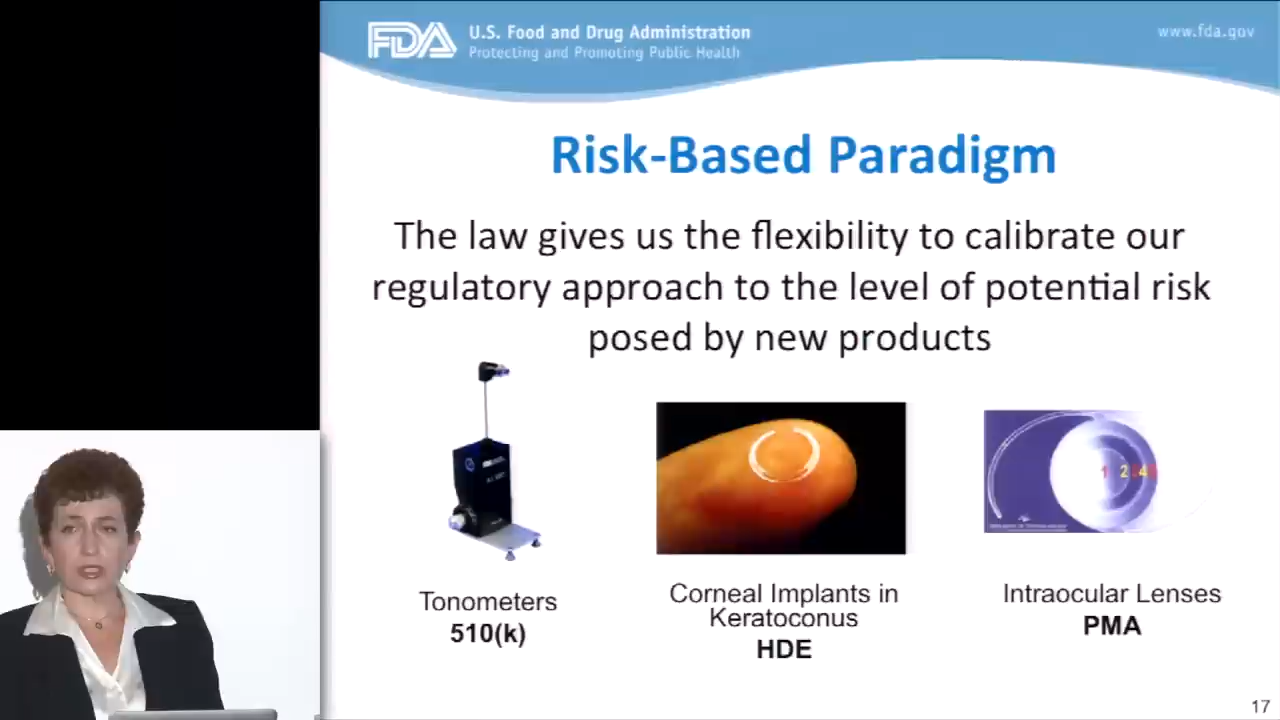 FDA
U.S. Food and Drug Administration
Protecting and Promoting Public Health
www.fda.gov
Risk-Based Paradigm
The law gives us the flexibility to calibrate our
regulatory approach to the level of potential risk
posed by new products
1 2
Tonometers
510(k)
Corneal Implants in
Keratoconus
HDE
Intraocular Lenses
PMA
17